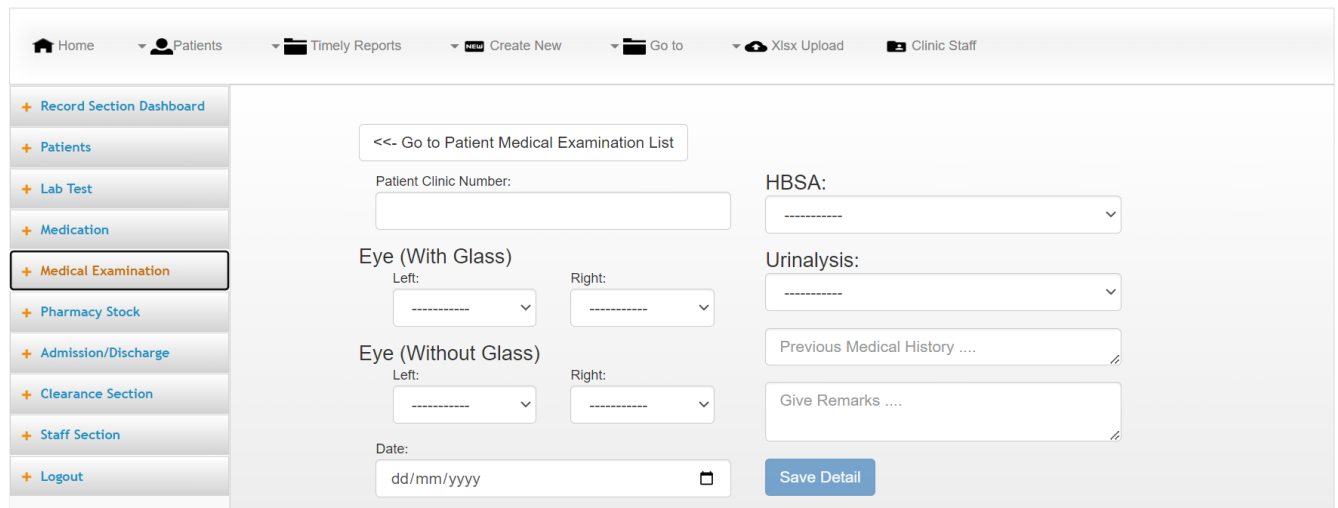 Home Patients Timely Reports NEW Create New Go to Xlsx Upload Clinic Staff
+ Record Section Dashboard
+ Patients
+ Lab Test
+ Medication
+ Medical Examination
+ Pharmacy Stock
+ Admission/Discharge
+ Clearance Section
+ Staff Section
+ Logout
<<- Go to Patient Medical Examination List
Patient Clinic Number:
Eye (With Glass)
Left: Right:
----------- -----------
Eye (Without Glass)
Left: Right:
----------- -----------
Date:
dd/mm/yyyy
HBSA:
-----------
Urinalysis:
-----------
Previous Medical History ....
Give Remarks ....
Save Detail